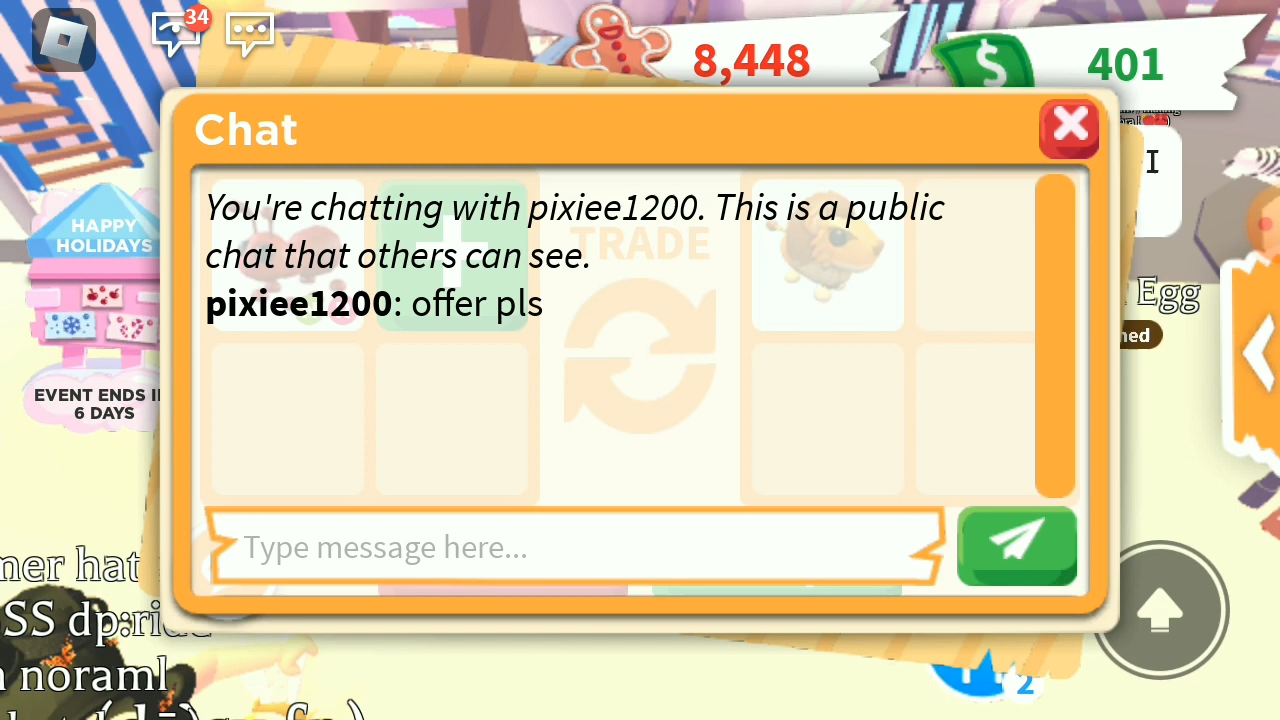 34
8,448
401
Chat
I
You're chatting with pixiee1200. This is a public
chat that others can see.
pixiee1200: offer pls
TRADE
HAPPY
HOLIDAYS
Egg
EVENT ENDS I
6 DAYS
Type message here...
ner hat
SS dp:ride
noraml
2